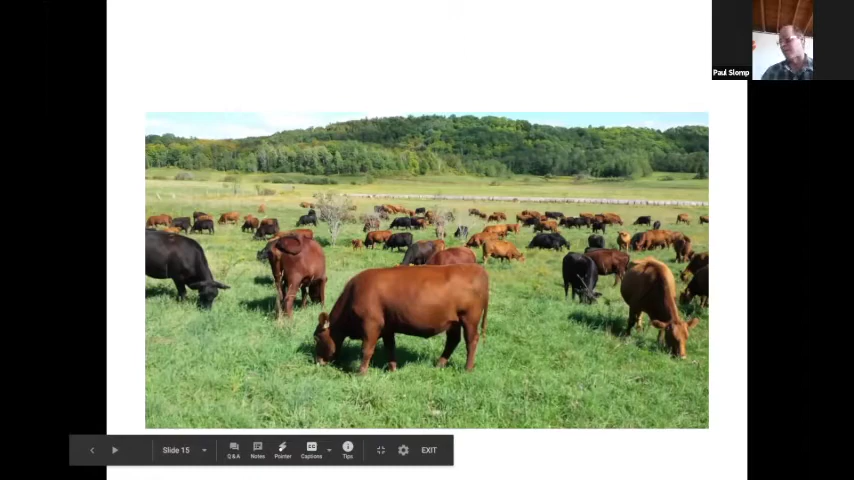 Paul Slomp
Slide 15
Q&A
Notes
Pointer
Captions
Tips
EXIT